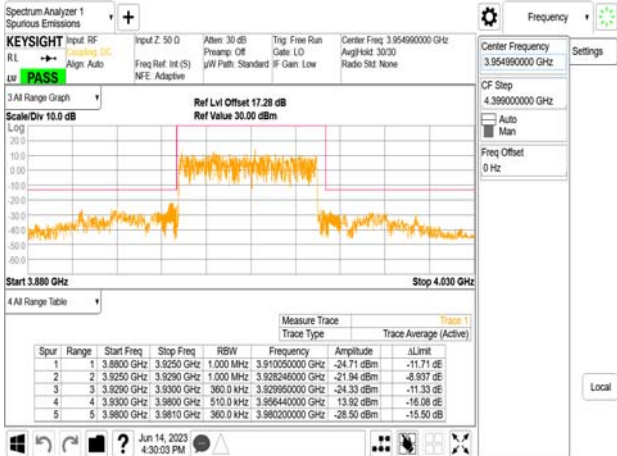 Spectrum Analyzer 1
Spurious Emissions
Frequency
KEYSIGHT
RL
LV PASS
Input: RF
Coupling: DC
Align: Auto
Input Z: 50 Ω
Freq Ref: Int (S)
NFE: Adaptive
Atten: 30 dB
Preamp: Off
µW Path: Standard
Trig: Free Run
Gate: LO
IF Gain: Low
Center Freq: 3.954990000 GHz
Avg|Hold: 30/30
Radio Std: None
Center Frequency
3.954990000 GHz
Settings
CF Step
4.399000000 GHz
Auto
Man
Freq Offset
0 Hz
Local
3 All Range Graph
Scale/Div 10.0 dB
Ref Lvl Offset 17.28 dB
Ref Value 30.00 dBm
Log
20.0
10.0
0.00
-10.0
-20.0
-30.0
-40.0
-50.0
-60.0
Start 3.880 GHz
Stop 4.030 GHz
4 All Range Table
Measure Trace Trace 1
Trace Type Trace Average (Active)
Spur Range Start Freq Stop Freq RBW Frequency Amplitude ΔLimit
1 1 3.8800 GHz 3.9250 GHz 1.000 MHz 3.910050000 GHz -24.71 dBm -11.71 dB
2 2 3.9250 GHz 3.9290 GHz 1.000 MHz 3.928246000 GHz -21.94 dBm -8.937 dB
3 3 3.9290 GHz 3.9300 GHz 360.0 kHz 3.929950000 GHz -24.33 dBm -11.33 dB
4 4 3.9300 GHz 3.9800 GHz 510.0 kHz 3.956440000 GHz 13.92 dBm -16.08 dB
5 5 3.9800 GHz 3.9810 GHz 360.0 kHz 3.980200000 GHz -28.50 dBm -15.50 dB
Jun 14, 2023
4:30:03 PM